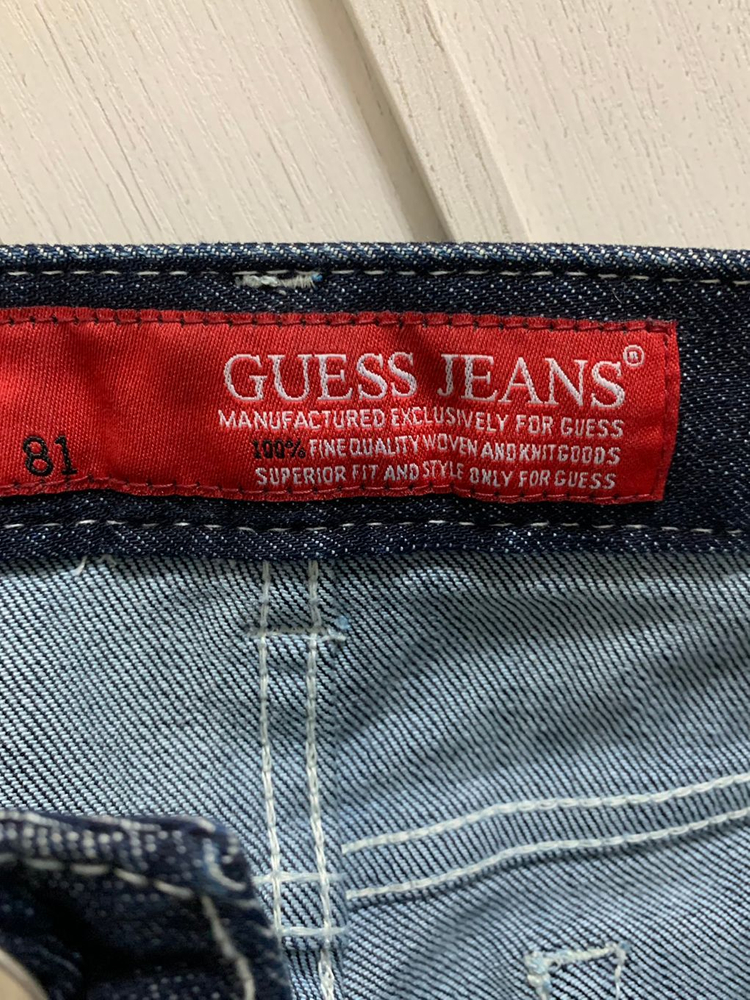 GUESS JEANS®
MANUFACTURED EXCLUSIVELY FOR GUESS
100% FINE QUALITY WOVEN AND KNIT GOODS
SUPERIOR FIT AND STYLE ONLY FOR GUESS
81